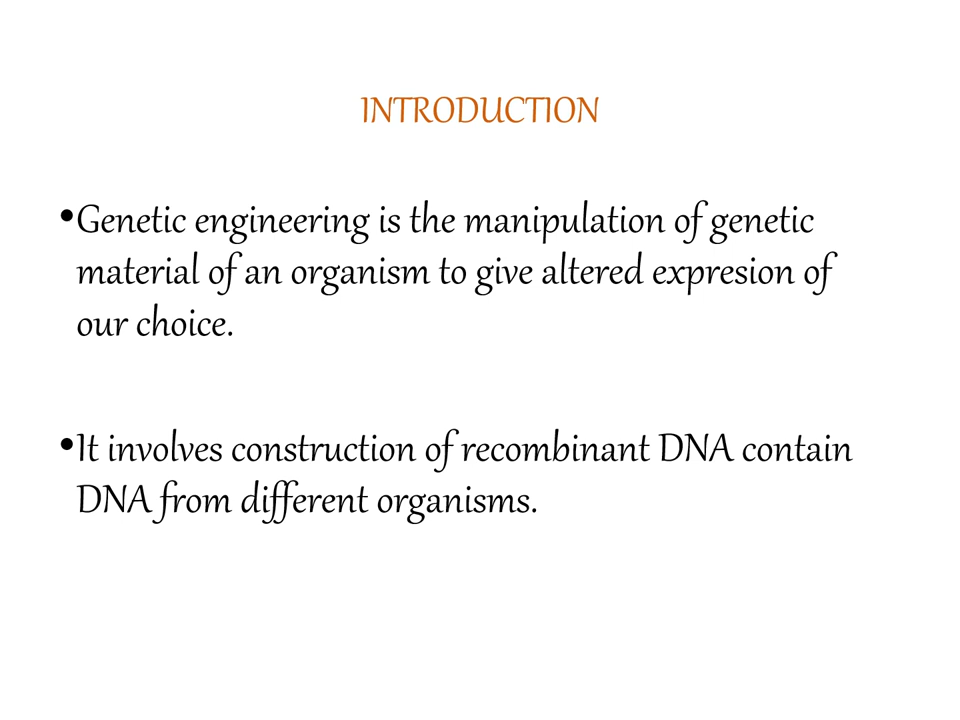 INTRODUCTION
•Genetic engineering is the manipulation of genetic
material of an organism to give altered expresion of
our choice.
•It involves construction of recombinant DNA contain
DNA from different organisms.